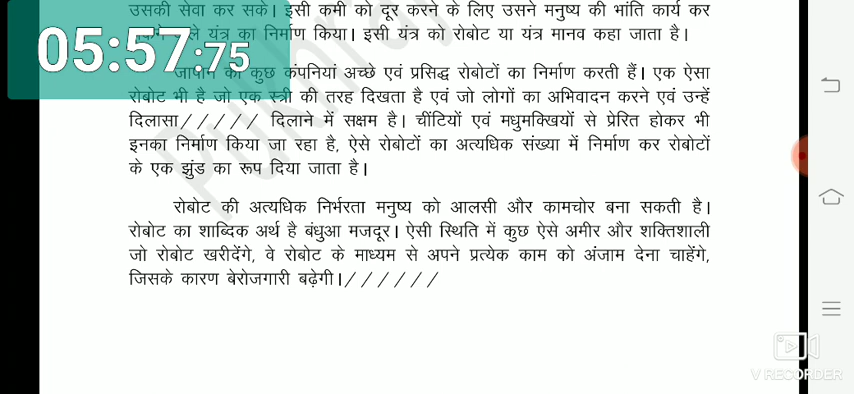 उसकी सेवा कर सके। इसी कमी को दूर करने के लिए उसने मनुष्य की भांति कार्य कर
वाले यंत्र का निर्माण किया। इसी यंत्र को रोबोट या यंत्र मानव कहा जाता है।
05:57:75
जापान की कुछ कंपनियां अच्छे एवं प्रसिद्ध रोबोटों का निर्माण करती हैं। एक ऐसा
रोबोट भी है जो एक स्त्री की तरह दिखता है एवं जो लोगों का अभिवादन करने एवं उन्हें
दिलासा///// दिलाने में सक्षम है। चींटियों एवं मधुमक्खियों से प्रेरित होकर भी
इनका निर्माण किया जा रहा है, ऐसे रोबोटों का अत्यधिक संख्या में निर्माण कर रोबोटों
के एक झुंड का रूप दिया जाता है।
रोबोट की अत्यधिक निर्भरता मनुष्य को आलसी और कामचोर बना सकती है।
रोबोट का शाब्दिक अर्थ है बंधुआ मजदूर। ऐसी स्थिति में कुछ ऐसे अमीर और शक्तिशाली
जो रोबोट खरीदेंगे, वे रोबोट के माध्यम से अपने प्रत्येक काम को अंजाम देना चाहेंगे,
जिसके कारण बेरोजगारी बढ़ेगी।//////
V RECORDER